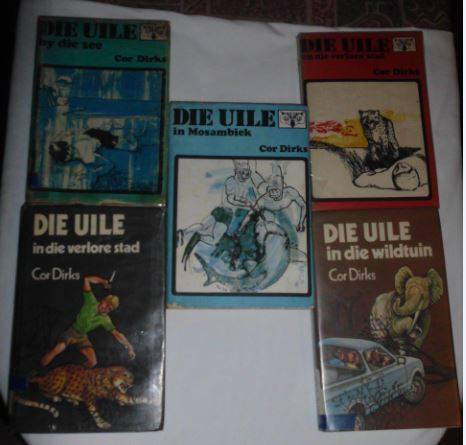 DIE UILE
by die see
Cor Dirks
DIE UILE
en die verlore stad
Cor Dirks
DIE UILE
in Mosambiek
Cor Dirks
DIE UILE
in die verlore stad
Cor Dirks
DIE UILE
in die wildtuin
Cor Dirks